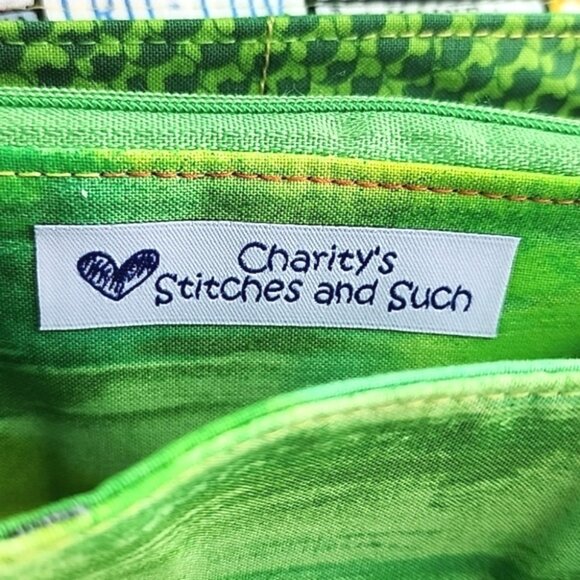 Charity's
Stitches and Such